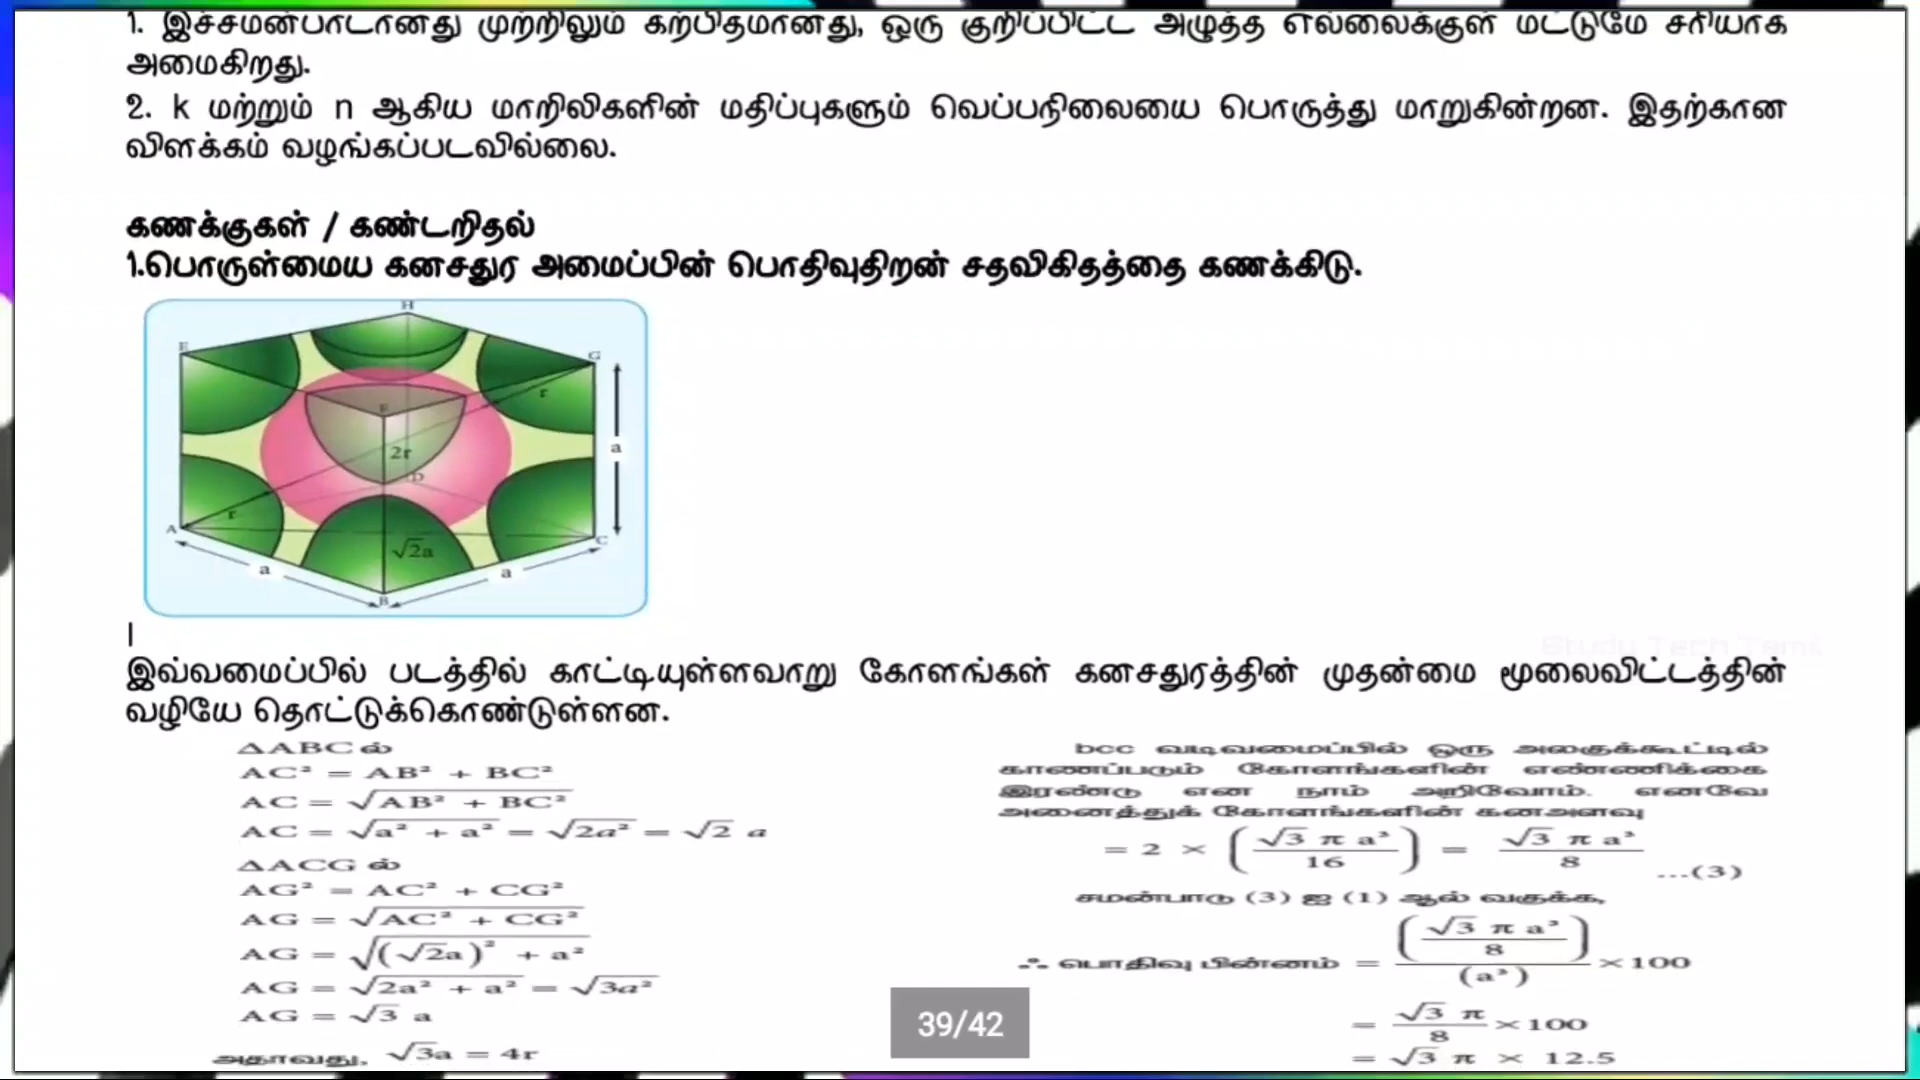 1. இச்சமன்பாடானது முற்றிலும் கற்பிதமானது, ஒரு குறிப்பிட்ட அழுத்த எல்லைக்குள் மட்டுமே சரியாக
அமைகிறது.
2. k மற்றும் n ஆகிய மாறிலிகளின் மதிப்புகளும் வெப்பநிலையை பொருத்து மாறுகின்றன. இதற்கான
விளக்கம் வழங்கப்படவில்லை.
கணக்குகள் / கண்டறிதல்
1.பொருள்மைய கனசதுர அமைப்பின் பொதிவுதிறன் சதவிகிதத்தை கணக்கிடு.
H
E
G
r
F
2r
a
D
r
A
C
√2a
a
a
B
இவ்வமைப்பில் படத்தில் காட்டியுள்ளவாறு கோளங்கள் கனசதுரத்தின் முதன்மை மூலைவிட்டத்தின்
வழியே தொட்டுக்கொண்டுள்ளன.
ΔABC ல்
AC² = AB² + BC²
AC = √AB² + BC²
AC = √a² + a² = √2a² = √2 a
ΔACG ல்
AG² = AC² + CG²
AG = √AC² + CG²
AG = √(√2a)² + a²
AG = √2a² + a² = √3a²
AG = √3 a
அதாவது, √3a = 4r
bcc வடிவமைப்பில் ஒரு அலகுக்கூட்டில்
காணப்படும் கோளங்களின் எண்ணிக்கை
இரண்டு என நாம் அறிவோம். எனவே
அனைத்துக் கோளங்களின் கனஅளவு
= 2 × (√3 π a³ / 16) = √3 π a³ / 8 ...(3)
சமன்பாடு (3) ஐ (1) ஆல் வகுக்க,
∴ பொதிவு பின்னம் = (√3 π a³ / 8) / (a³) ×100
= √3 π / 8 ×100
= √3 π × 12.5
39/42
Study Tech Tamil